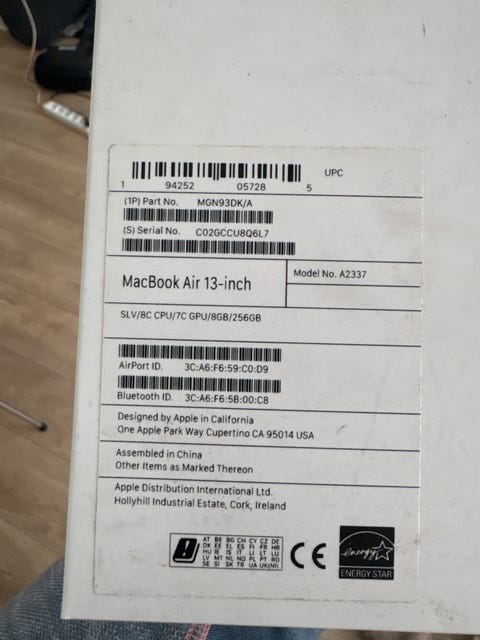 1 94252 05728 5 UPC
(1P) Part No. MGN93DK/A
(S) Serial No. C02GCCU8Q6L7
MacBook Air 13-inch
Model No. A2337
SLV/8C CPU/7C GPU/8GB/256GB
AirPort ID. 3C:A6:F6:59:C0:D9
Bluetooth ID. 3C:A6:F6:5B:00:C8
Designed by Apple in California
One Apple Park Way Cupertino CA 95014 USA
Assembled in China
Other Items as Marked Thereon
Apple Distribution International Ltd.
Hollyhill Industrial Estate, Cork, Ireland
AT BE BG CH CY CZ DE
DK EE EL ES FI FR HR
HU IE IS IT LI LT LU
LV MT NL NO PL PT RO
SE SI SK TR UA UK(NI)
CE
energy
ENERGY STAR